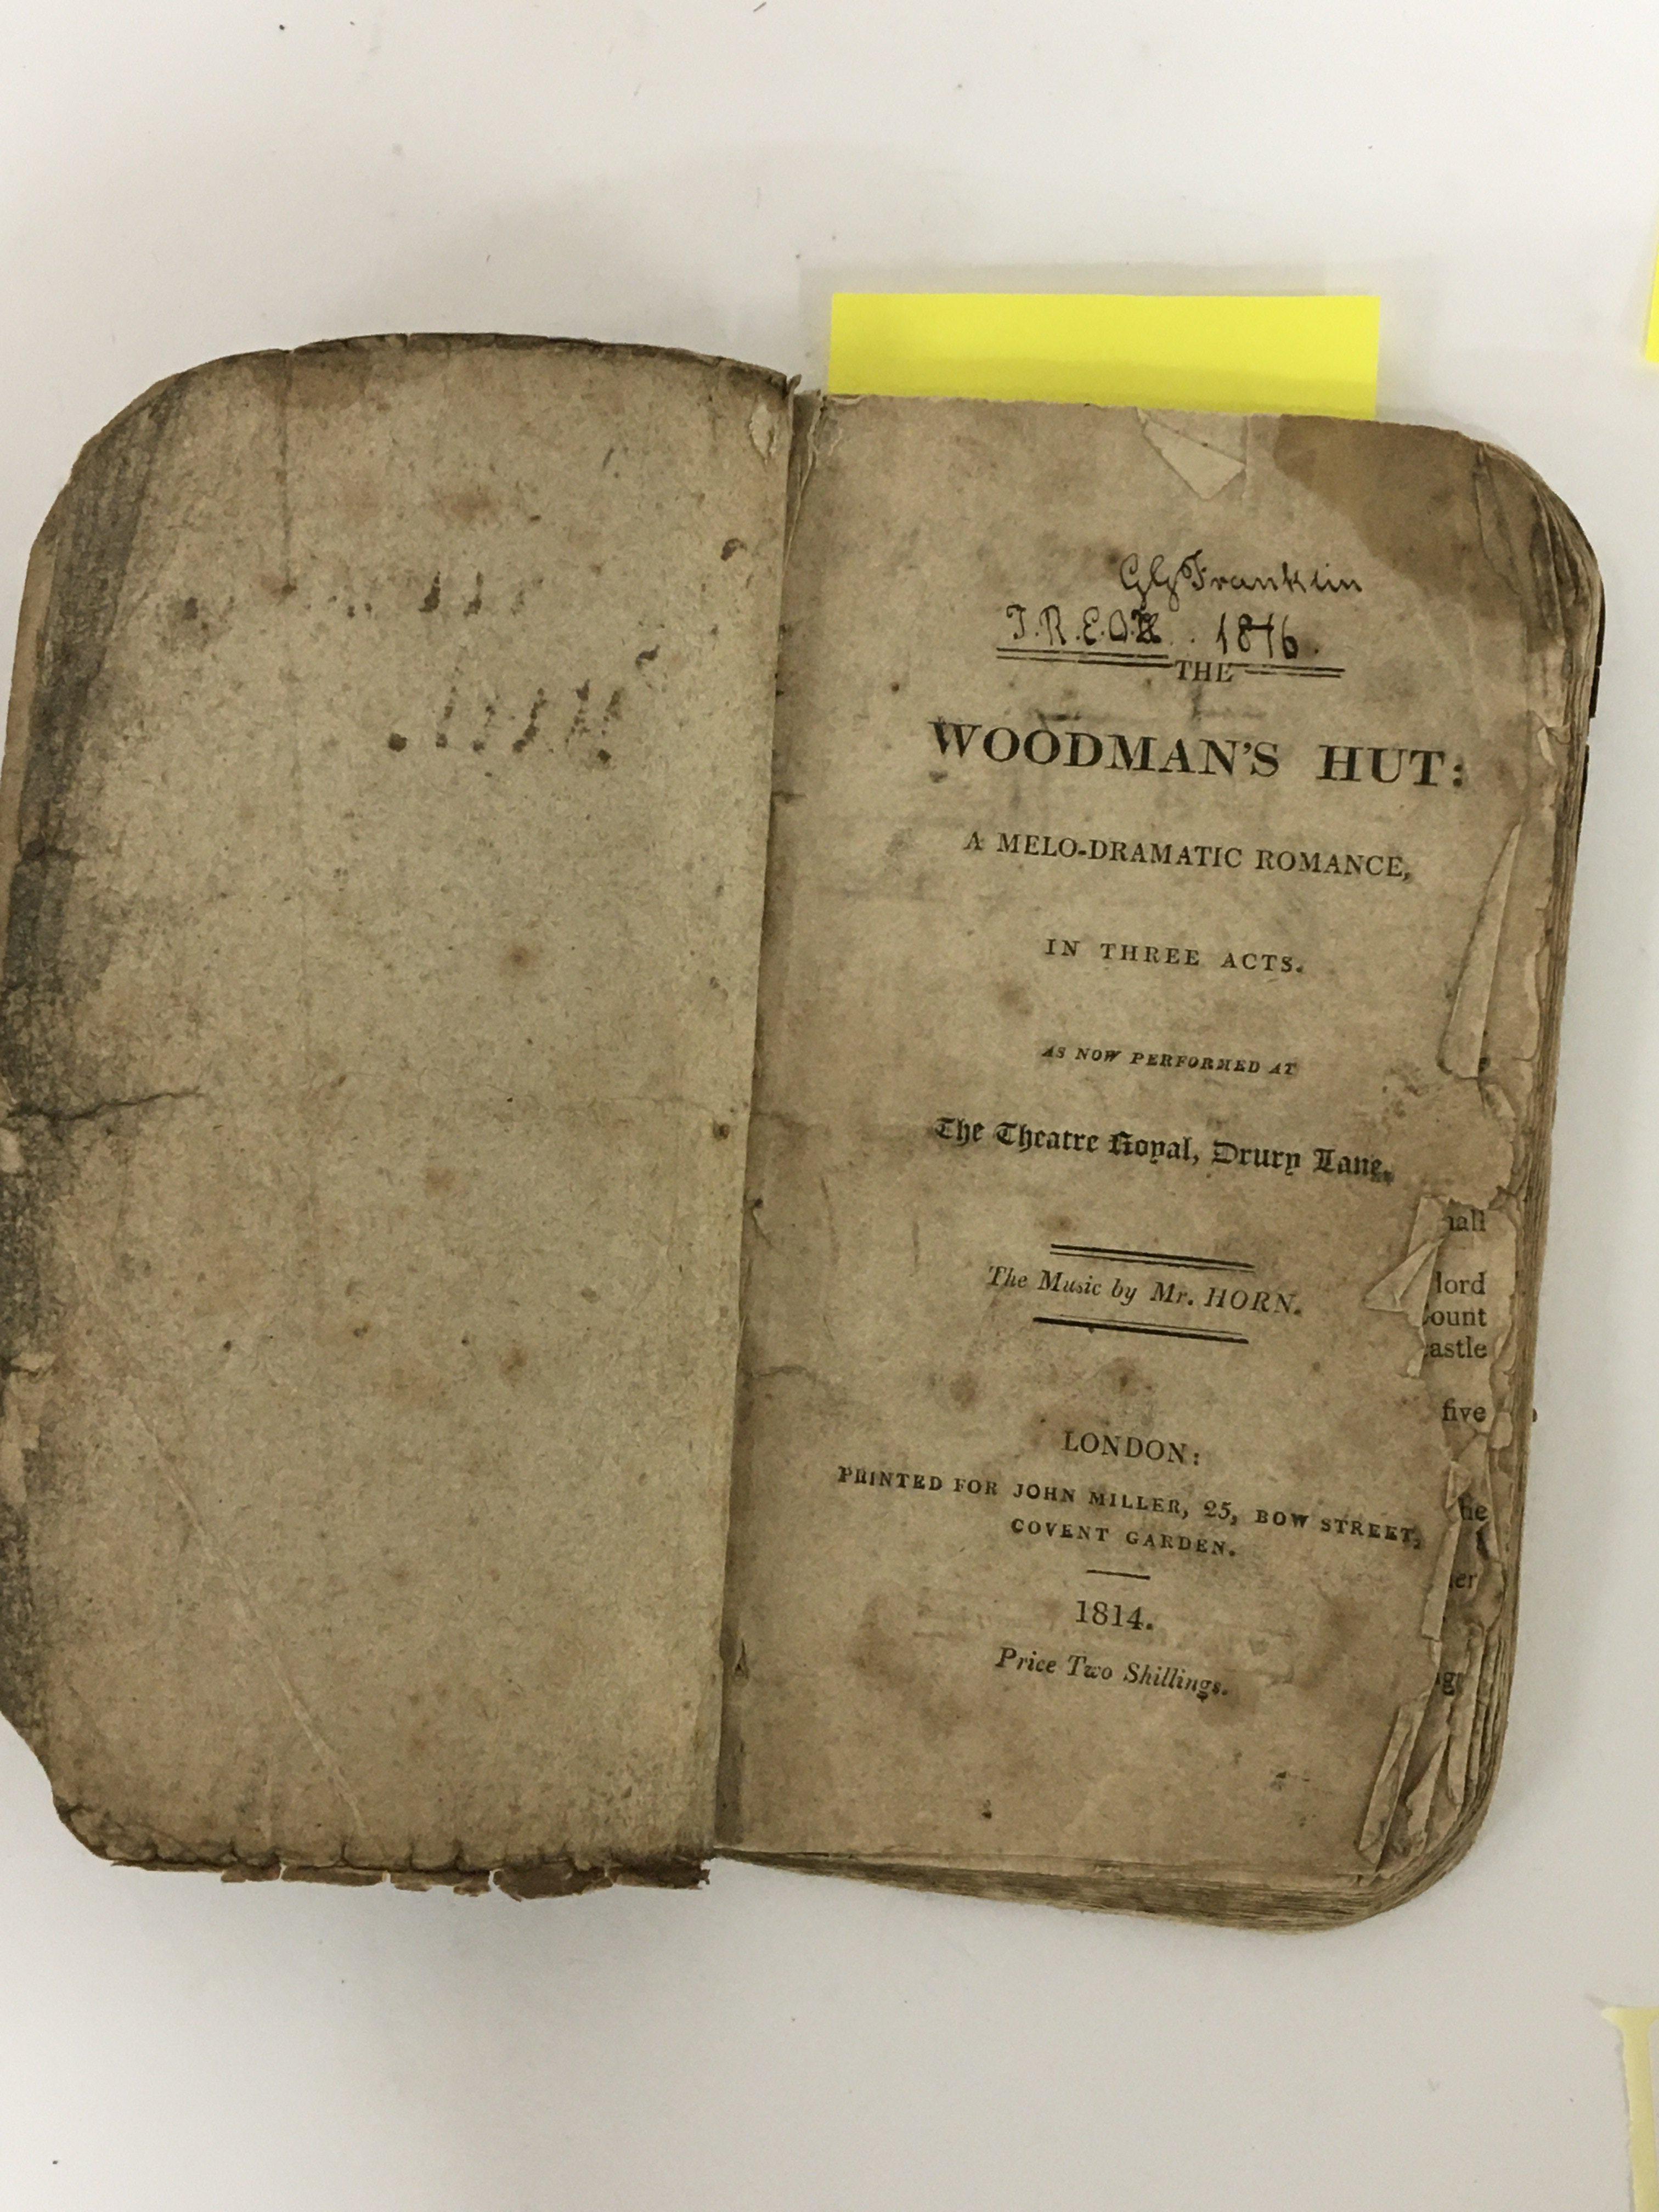 Franklin
T.R.E.O.R. 1816.
THE
WOODMAN'S HUT:
A MELO-DRAMATIC ROMANCE,
IN THREE ACTS.
AS NOW PERFORMED AT
The Theatre Royal, Drury Lane.
The Music by Mr. HORN.
LONDON:
PRINTED FOR JOHN MILLER, 25, BOW STREET,
COVENT GARDEN.
1814.
Price Two Shillings.
hall
lord
ount
astle
five
he
er